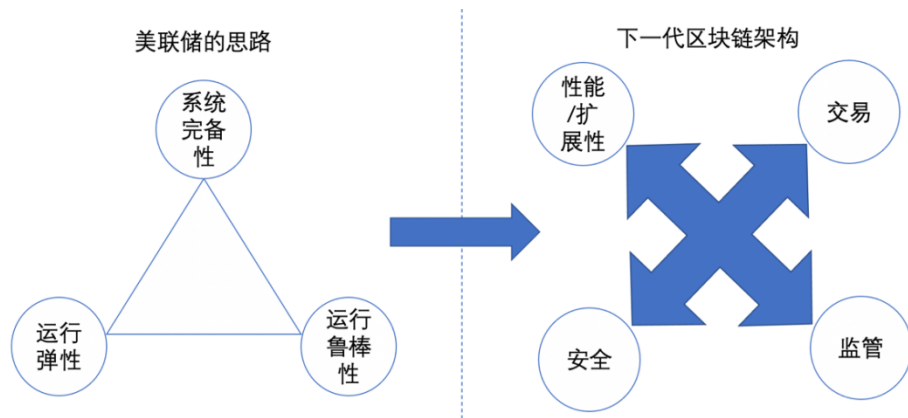 美联储的思路
系统
完备
性
运行
弹性
运行
鲁棒
性
下一代区块链架构
性能
/扩
展性
交易
安全
监管